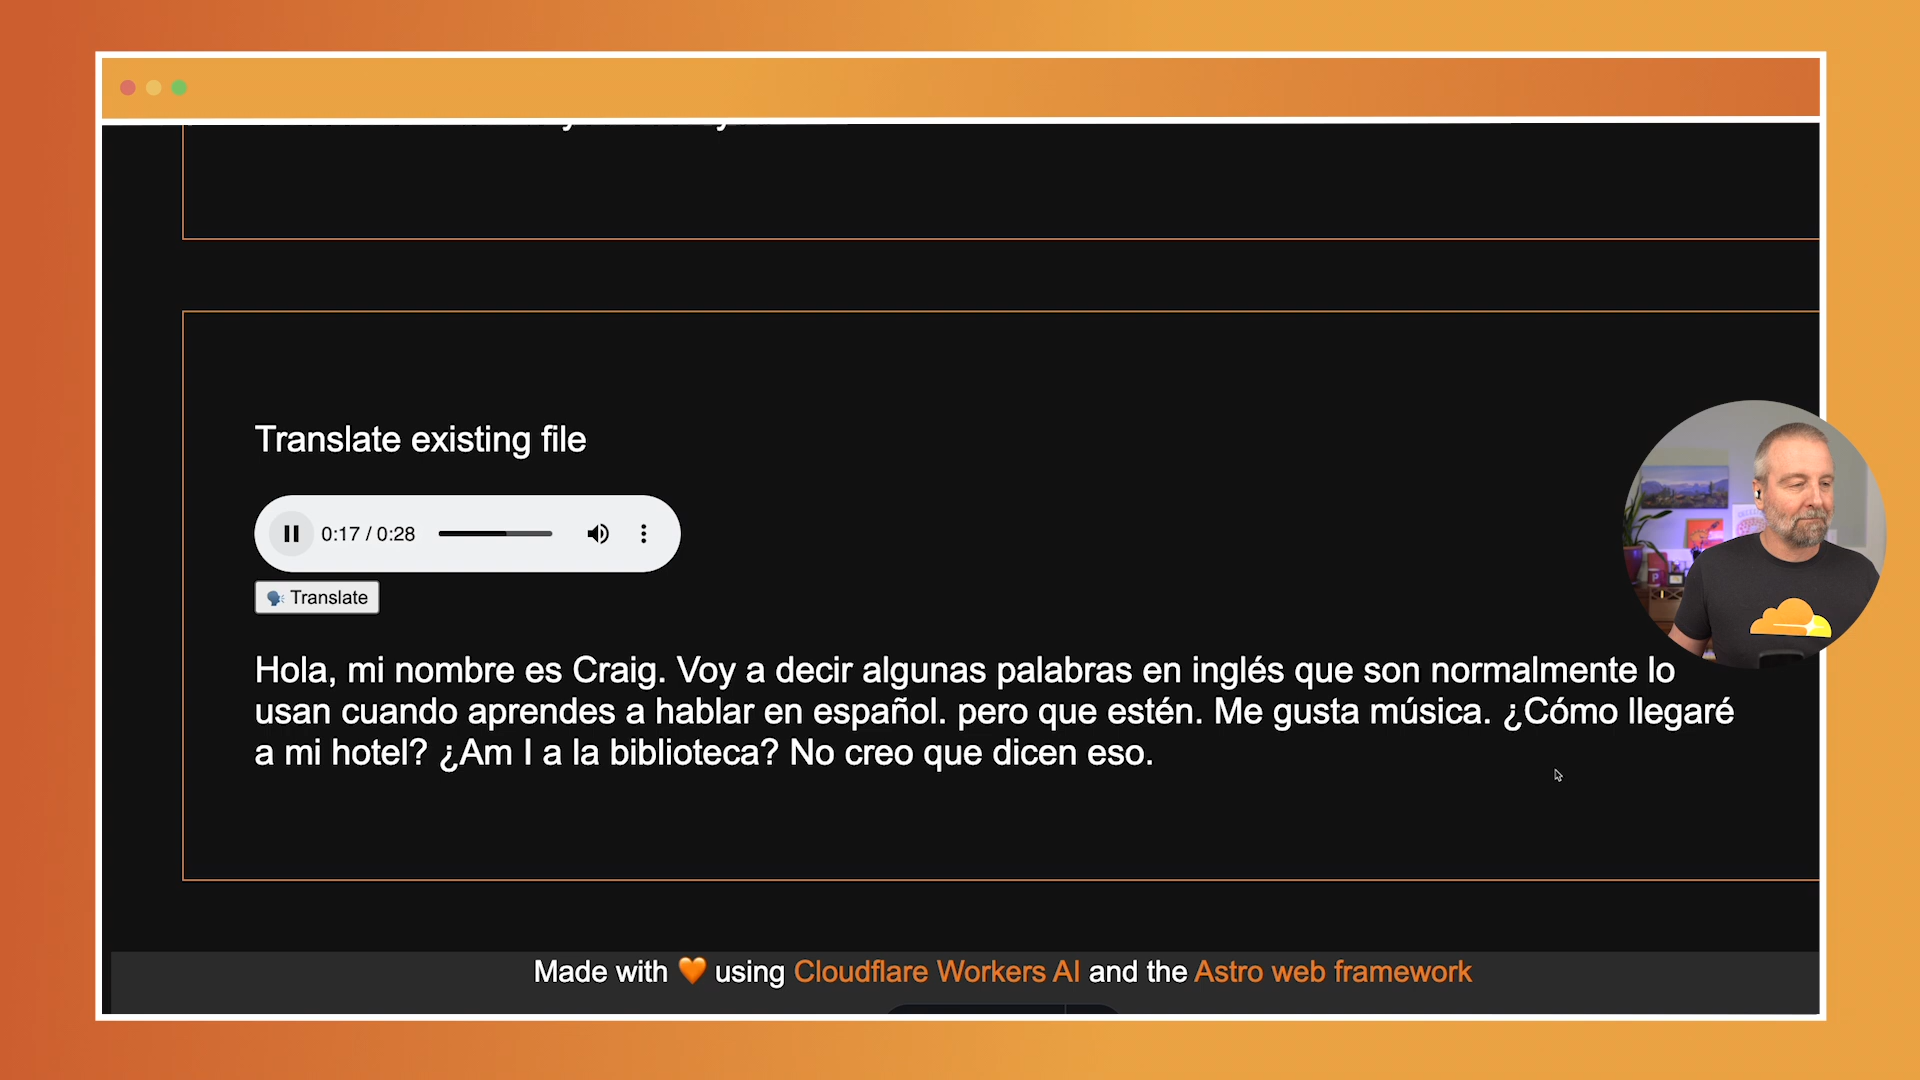 Translate existing file
0:17 / 0:28
🗣 Translate
Hola, mi nombre es Craig. Voy a decir algunas palabras en inglés que son normalmente lo
usan cuando aprendes a hablar en español. pero que estén. Me gusta música. ¿Cómo llegaré
a mi hotel? ¿Am I a la biblioteca? No creo que dicen eso.
Made with 🧡 using Cloudflare Workers AI and the Astro web framework